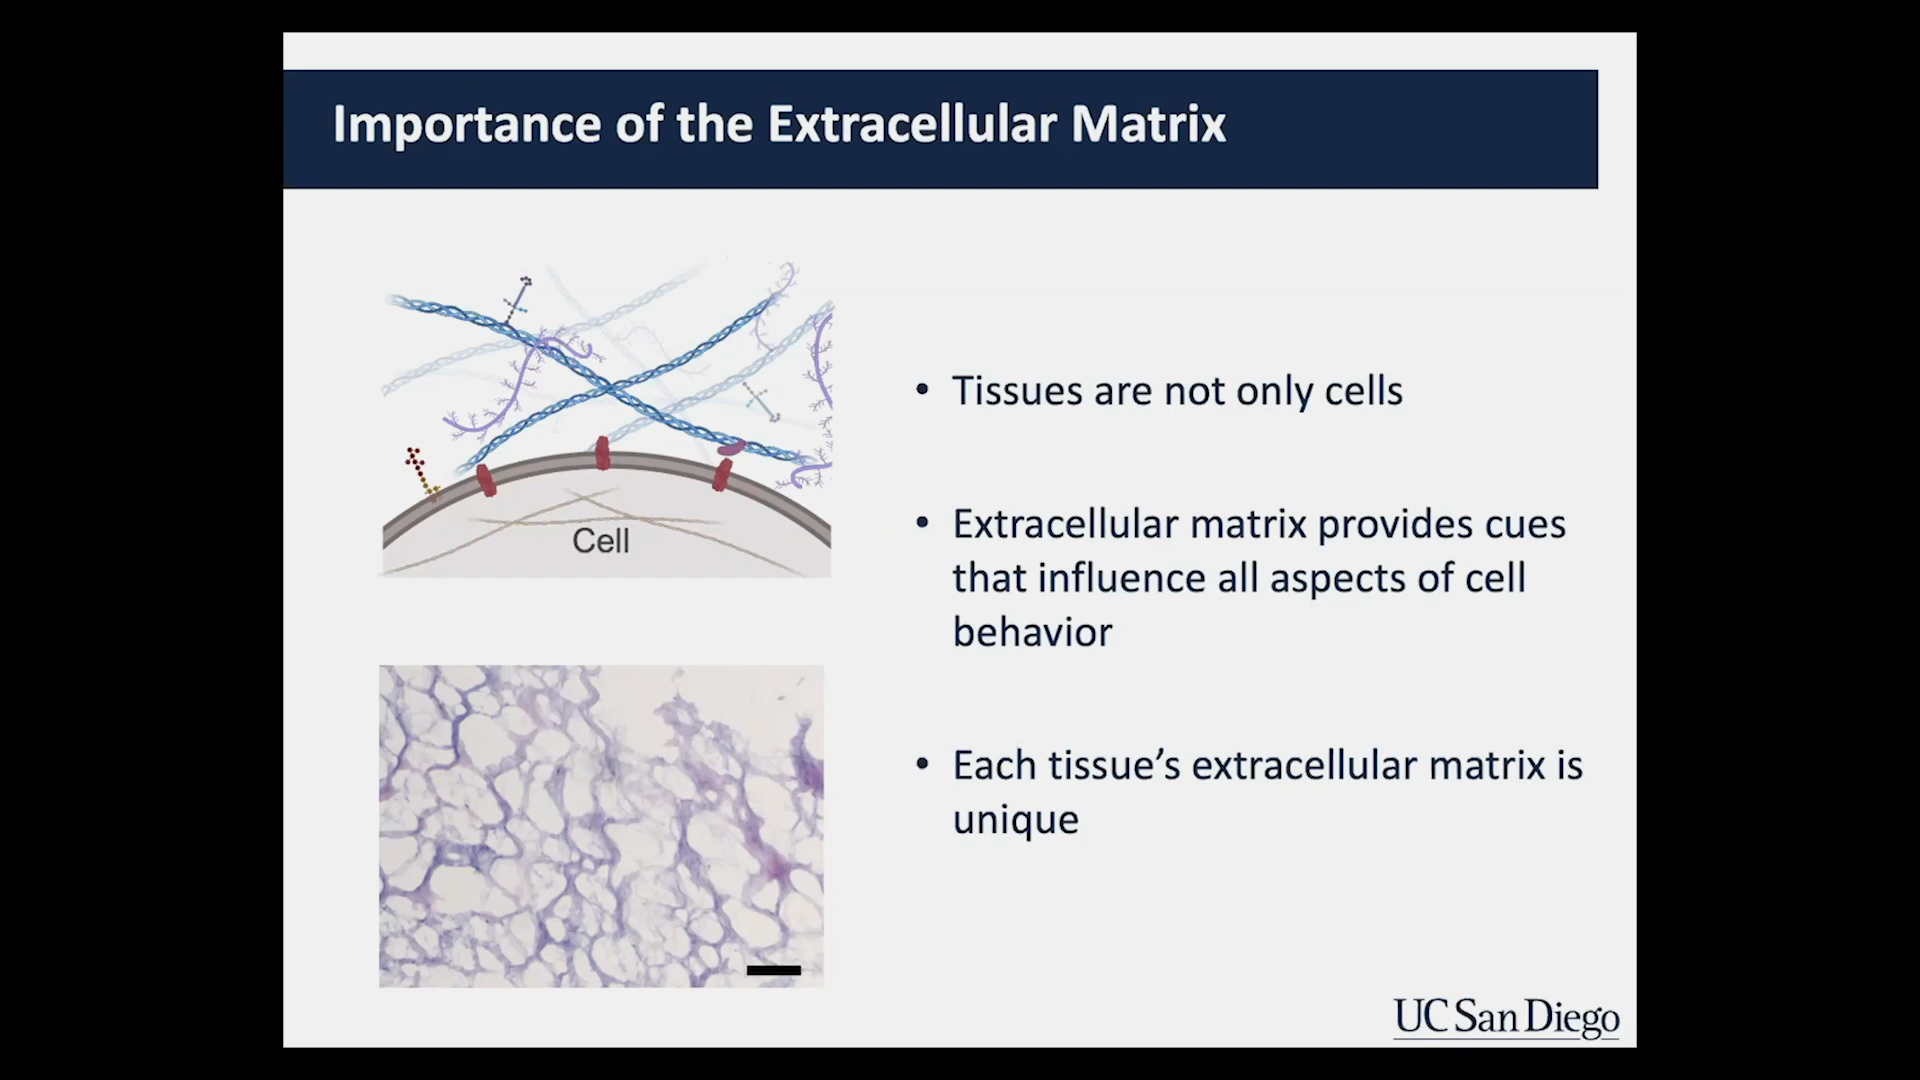 Importance of the Extracellular Matrix
Cell
• Tissues are not only cells
• Extracellular matrix provides cues
that influence all aspects of cell
behavior
• Each tissue’s extracellular matrix is
unique
UC San Diego